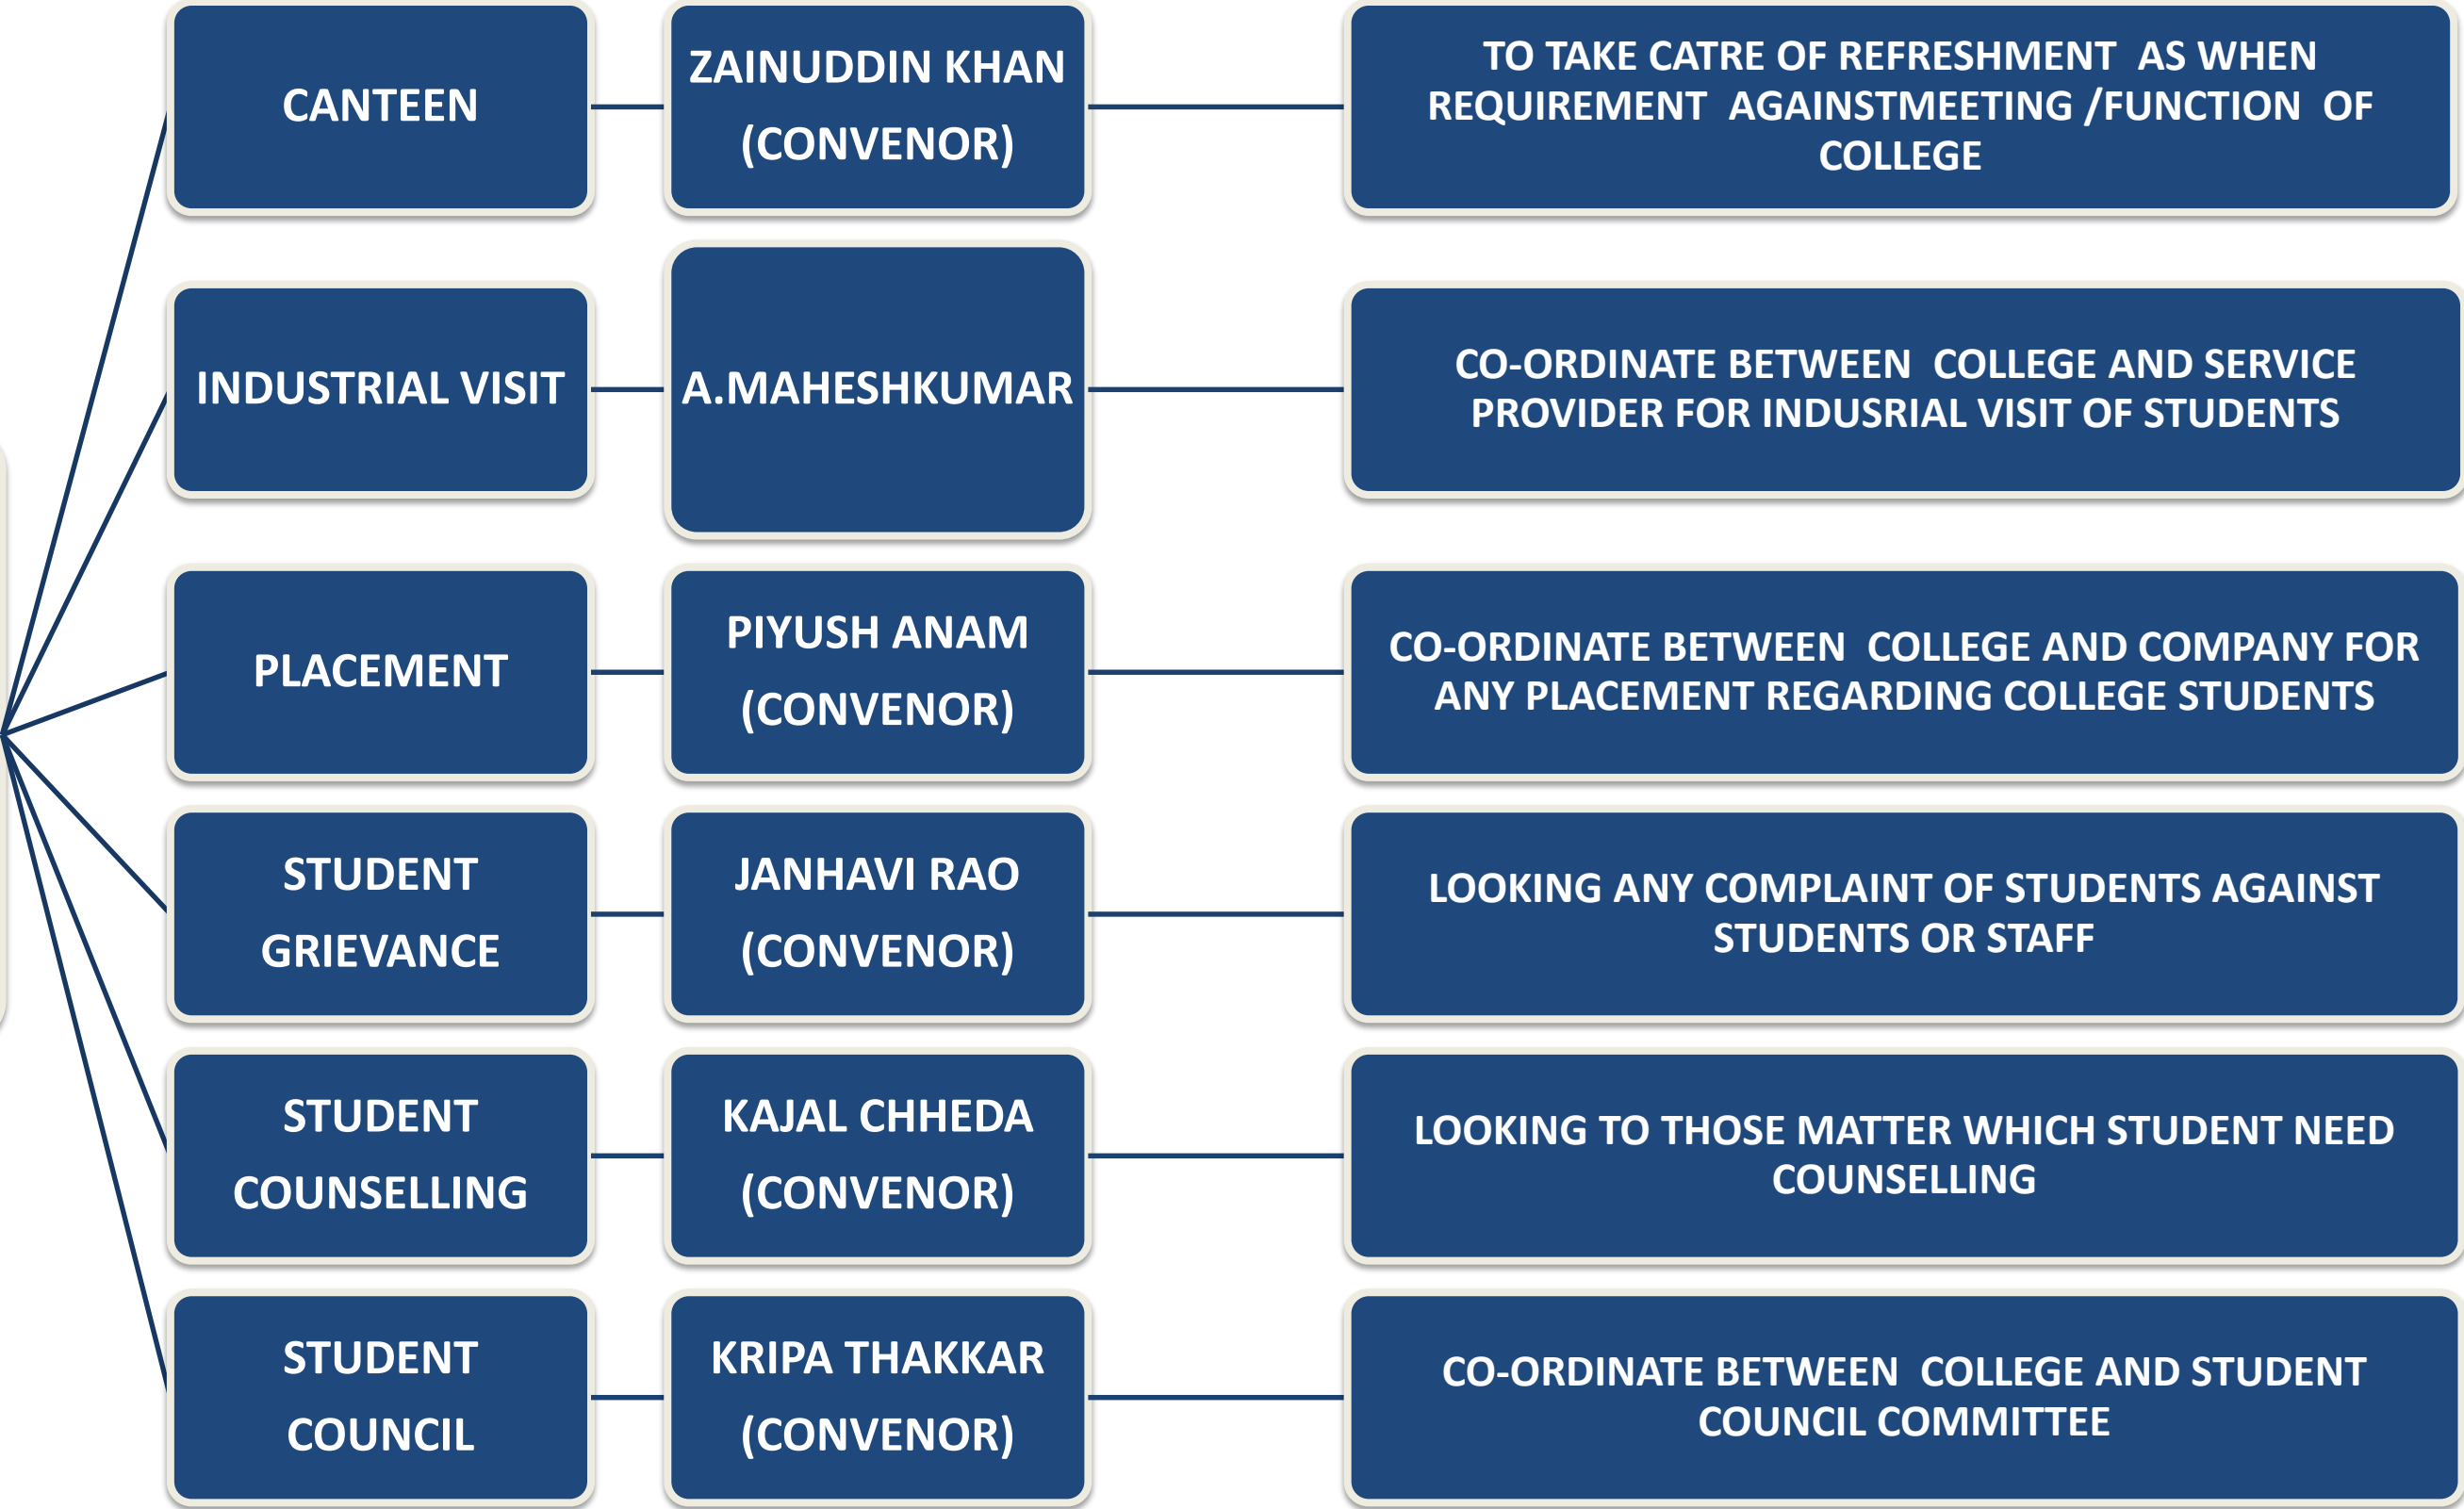 CANTEEN
ZAINUDDIN KHAN
(CONVENOR)
TO TAKE CATRE OF REFRESHMENT AS WHEN
REQUIREMENT AGAINSTMEETING /FUNCTION OF
COLLEGE
INDUSTRIAL VISIT
A.MAHESHKUMAR
CO-ORDINATE BETWEEN COLLEGE AND SERVICE
PROVIDER FOR INDUSRIAL VISIT OF STUDENTS
PLACEMENT
PIYUSH ANAM
(CONVENOR)
CO-ORDINATE BETWEEN COLLEGE AND COMPANY FOR
ANY PLACEMENT REGARDING COLLEGE STUDENTS
STUDENT
GRIEVANCE
JANHAVI RAO
(CONVENOR)
LOOKING ANY COMPLAINT OF STUDENTS AGAINST
STUDENTS OR STAFF
STUDENT
COUNSELLING
KAJAL CHHEDA
(CONVENOR)
LOOKING TO THOSE MATTER WHICH STUDENT NEED
COUNSELLING
STUDENT
COUNCIL
KRIPA THAKKAR
(CONVENOR)
CO-ORDINATE BETWEEN COLLEGE AND STUDENT
COUNCIL COMMITTEE